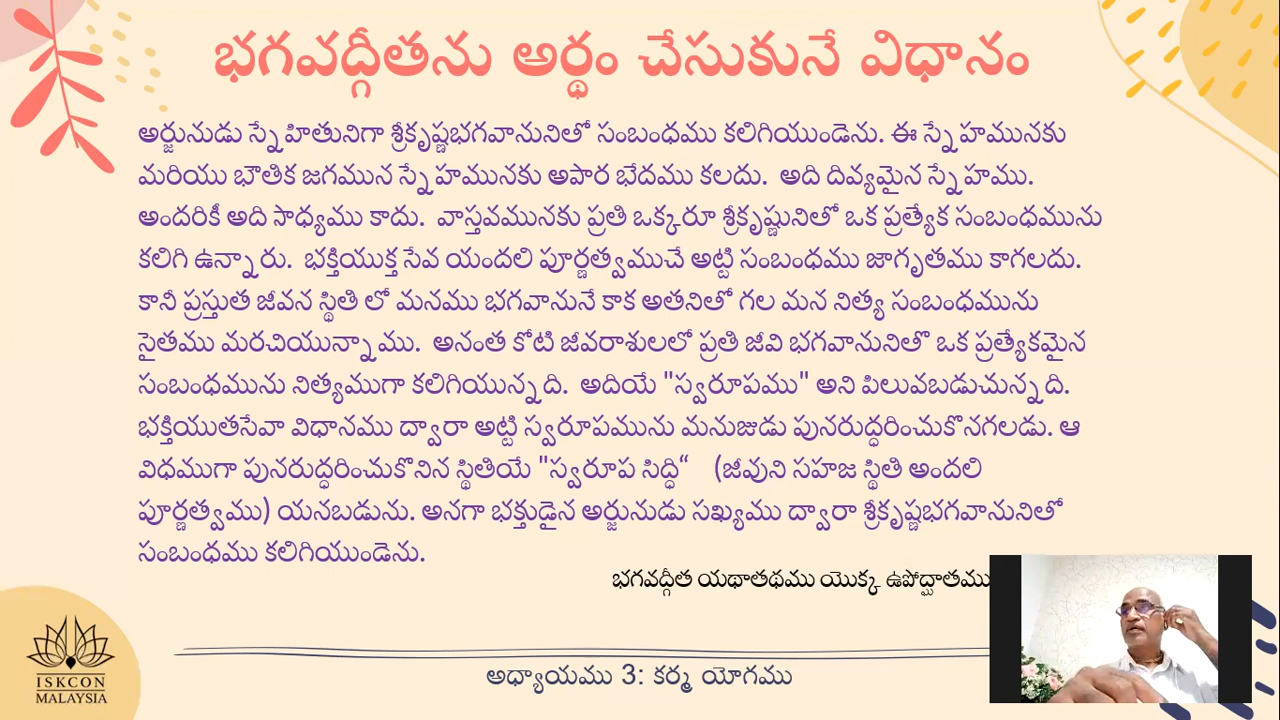 భగవద్గీతను అర్థం చేసుకునే విధానం
అర్జునుడు స్నేహితునిగా శ్రీకృష్ణభగవానునితో సంబంధము కలిగియుండెను. ఈ స్నేహమునకు
మరియు భౌతిక జగమున స్నేహమునకు అపార భేదము కలదు. అది దివ్యమైన స్నేహము.
అందరికీ అది సాధ్యము కాదు. వాస్తవమునకు ప్రతి ఒక్కరూ శ్రీకృష్ణునితో ఒక ప్రత్యేక సంబంధమును
కలిగి ఉన్నారు. భక్తియుక్త సేవ యందలి పూర్ణత్వముచే అట్టి సంబంధము జాగృతము కాగలదు.
కానీ ప్రస్తుత జీవన స్థితి లో మనము భగవానునే కాక అతనితో గల మన నిత్య సంబంధమును
సైతము మరచియున్నాము. అనంత కోటి జీవరాశులలో ప్రతి జీవి భగవానునితొ ఒక ప్రత్యేకమైన
సంబంధమును నిత్యముగా కలిగియున్నది. అదియే "స్వరూపము" అని పిలువబడుచున్నది.
భక్తియుతసేవా విధానము ద్వారా అట్టి స్వరూపమును మనుజుడు పునరుద్ధరించుకొనగలడు. ఆ
విధముగా పునరుద్ధరించుకొనిన స్థితియే "స్వరూప సిద్ధి“ (జీవుని సహజ స్థితి అందలి
పూర్ణత్వము) యనబడును. అనగా భక్తుడైన అర్జునుడు సఖ్యము ద్వారా శ్రీకృష్ణభగవానునితో
సంబంధము కలిగియుండెను.
భగవద్గీత యథాతథము యొక్క ఉపోద్ఘాతము
ISKCON
MALAYSIA
అధ్యాయము 3: కర్మ యోగము